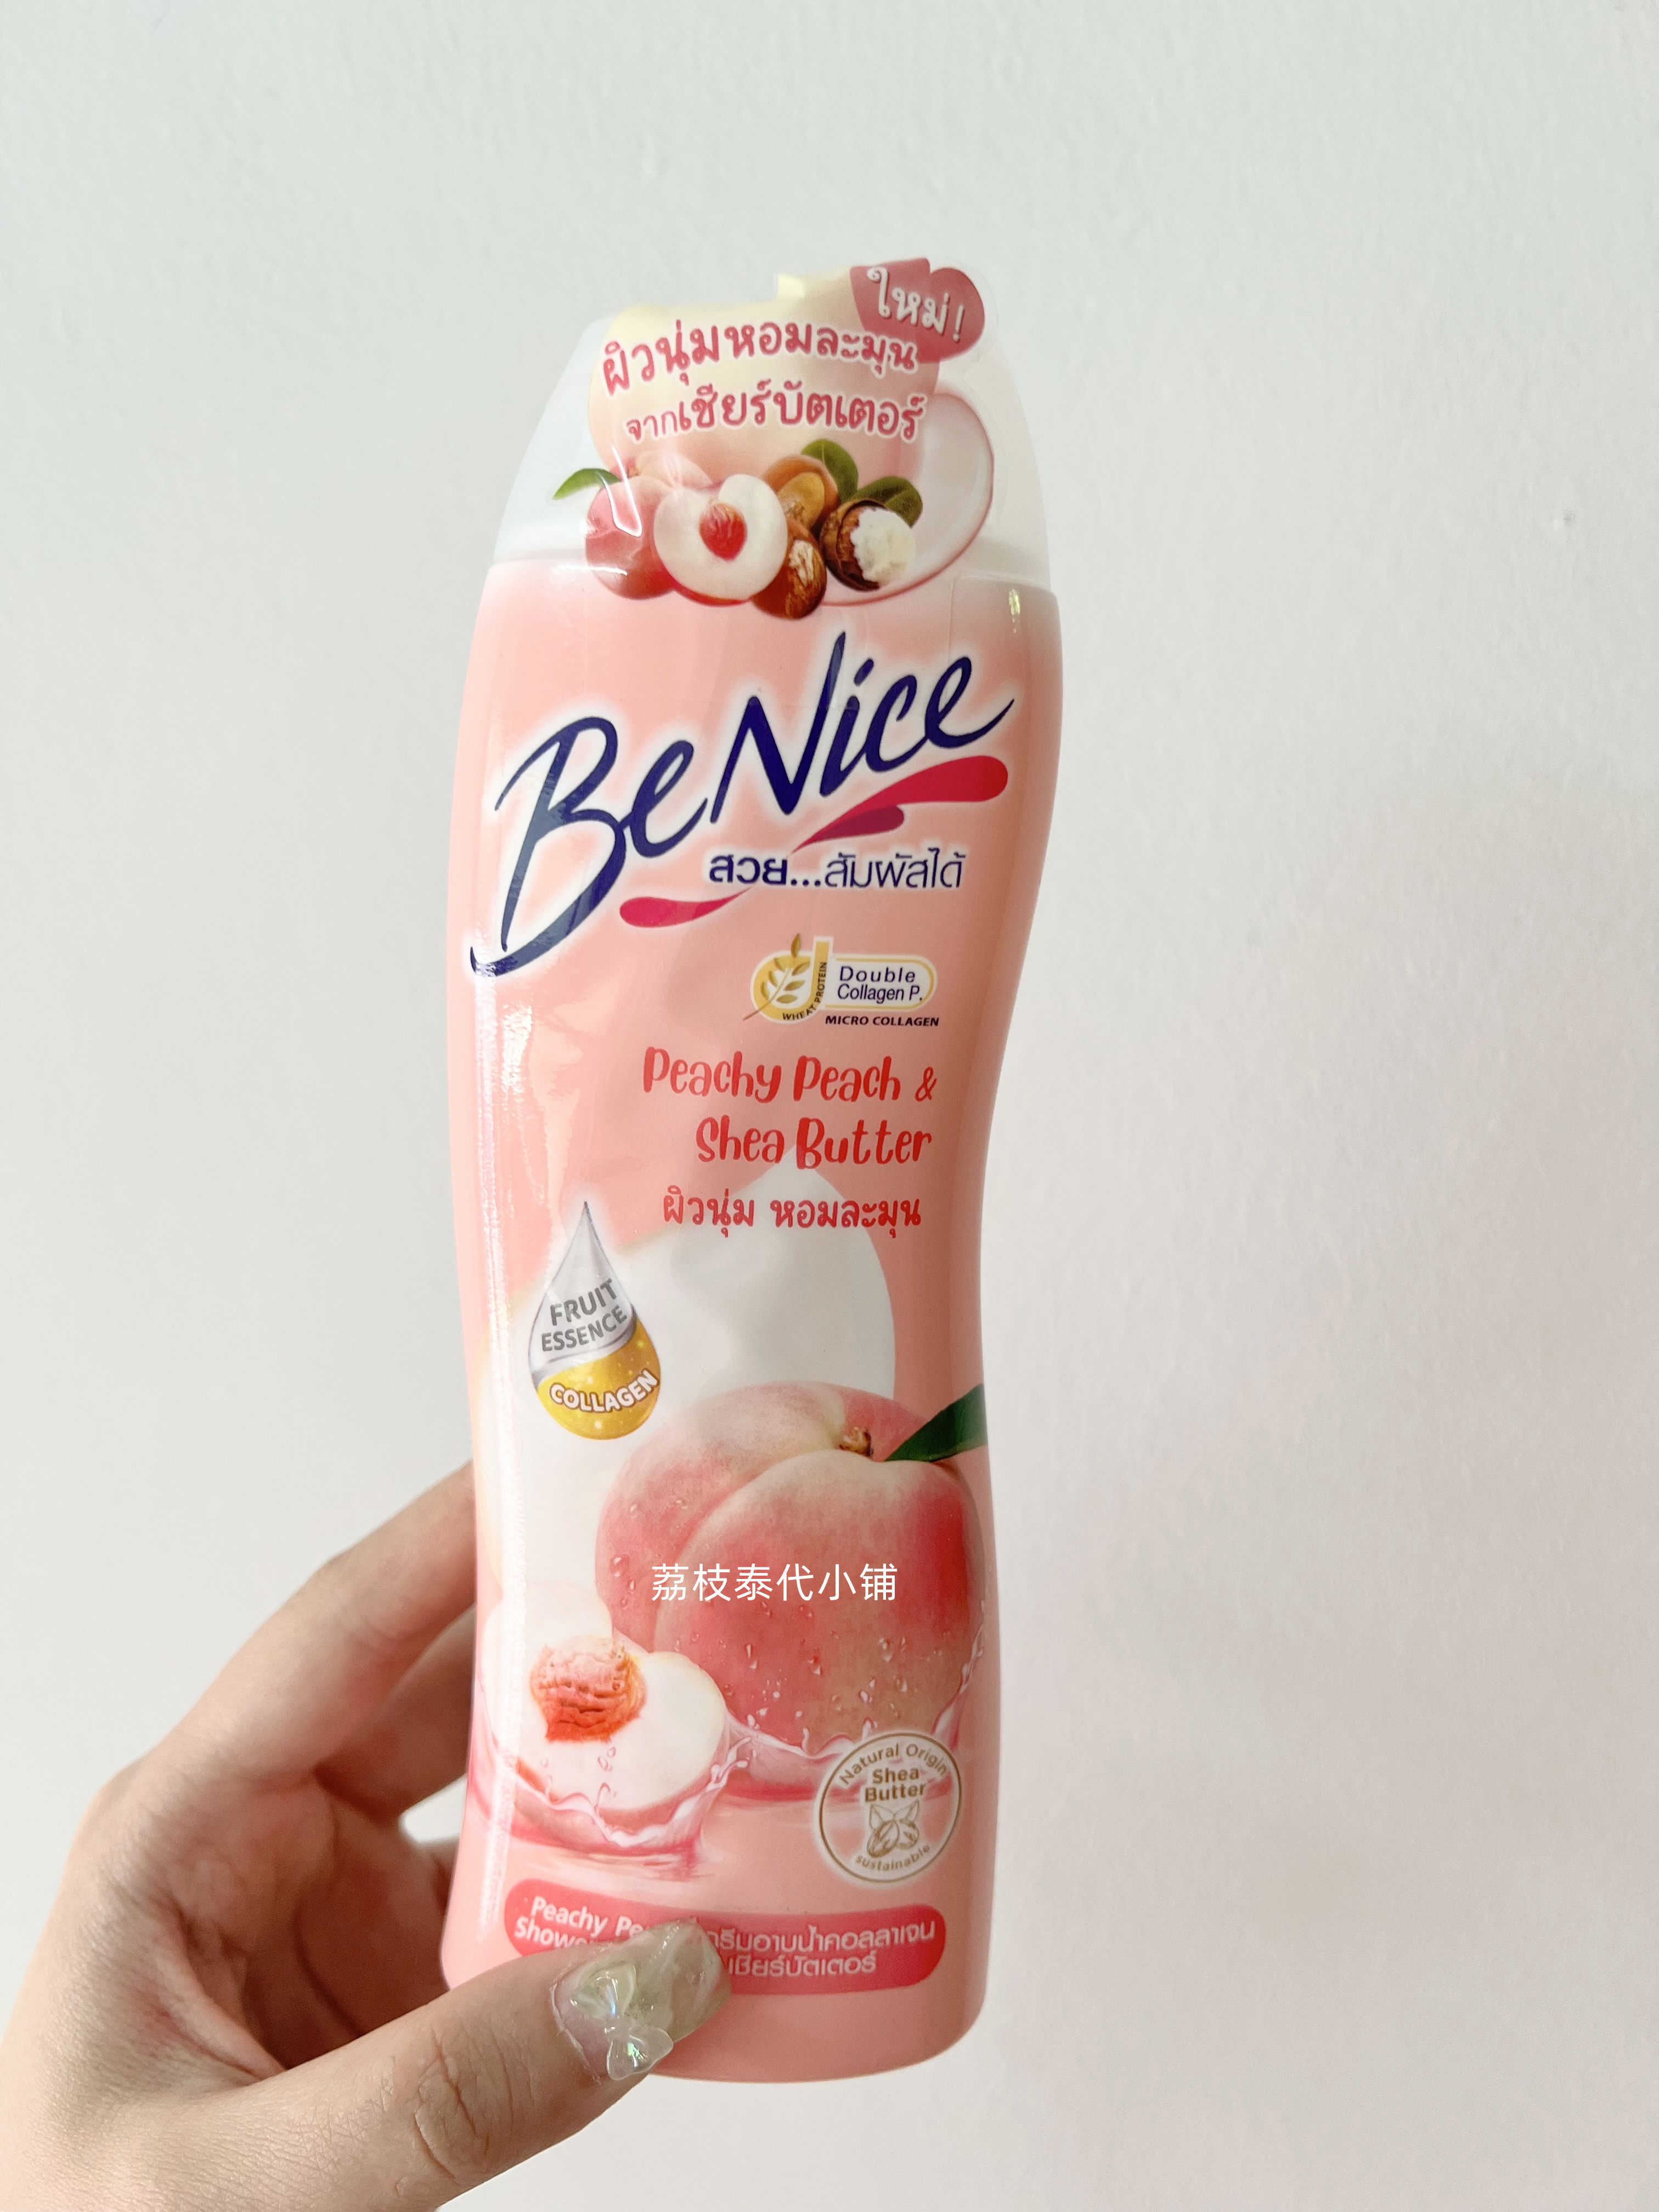 ใหม่!
ผิวนุ่มหอมละมุน
จากเชียร์บัตเตอร์
BeNice
สวย...สัมผัสได้
WHEAT PROTEIN
Double
Collagen P.
MICRO COLLAGEN
Peachy Peach &
Shea Butter
ผิวนุ่ม หอมละมุน
FRUIT
ESSENCE
COLLAGEN
荔枝泰代小铺
Natural Origin
Shea
Butter
sustainable
Peachy
ครีมอาบน้ำคอลลาเจน
เชียร์บัตเตอร์